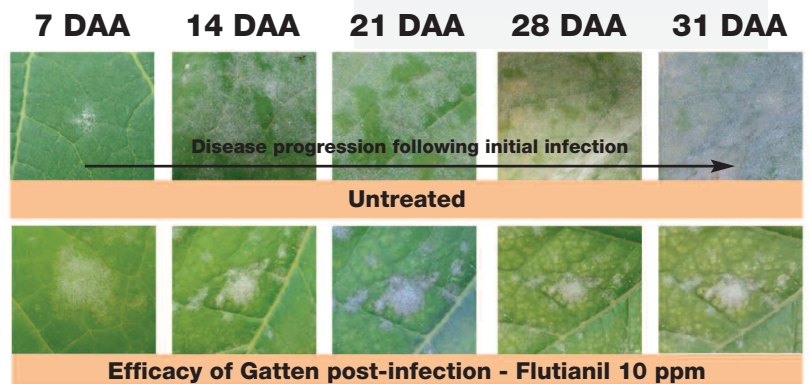 7 DAA 14 DAA 21 DAA 28 DAA 31 DAA
Disease progression following initial infection
Untreated
Efficacy of Gatten post-infection - Flutianil 10 ppm